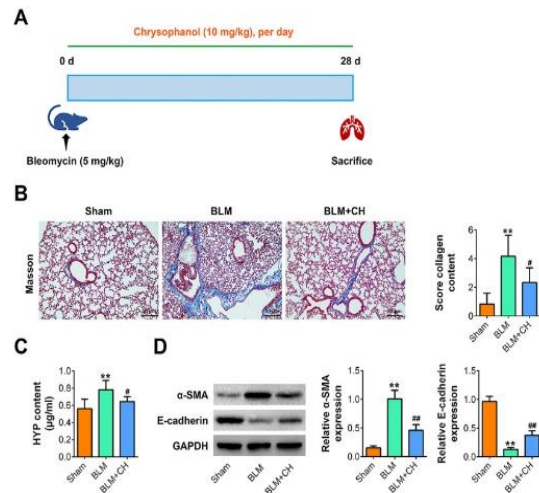 A
Chrysophanol (10 mg/kg), per day
0 d
28 d
Bleomycin (5 mg/kg)
Sacrifice
B
Sham
BLM
BLM+CH
Masson
Score collagen
content
8
6
4
2
0
**
#
Sham
BLM
BLM+CH
C
HYP content
(μg/ml)
1.0
0.8
0.6
0.4
0.2
0.0
**
#
Sham
BLM
BLM+CH
D
α-SMA
E-cadherin
GAPDH
Sham
BLM
BLM+CH
Relative α-SMA
expression
1.5
1.0
0.5
0.0
**
##
Sham
BLM
BLM+CH
Relative E-cadherin
expression
1.5
1.0
0.5
0.0
**
##
Sham
BLM
BLM+CH